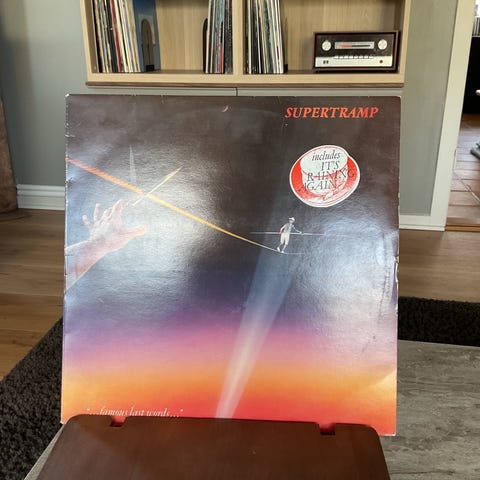 SUPERTRAMP
includes
IT'S
RAINING
AGAIN
"...famous last words..."